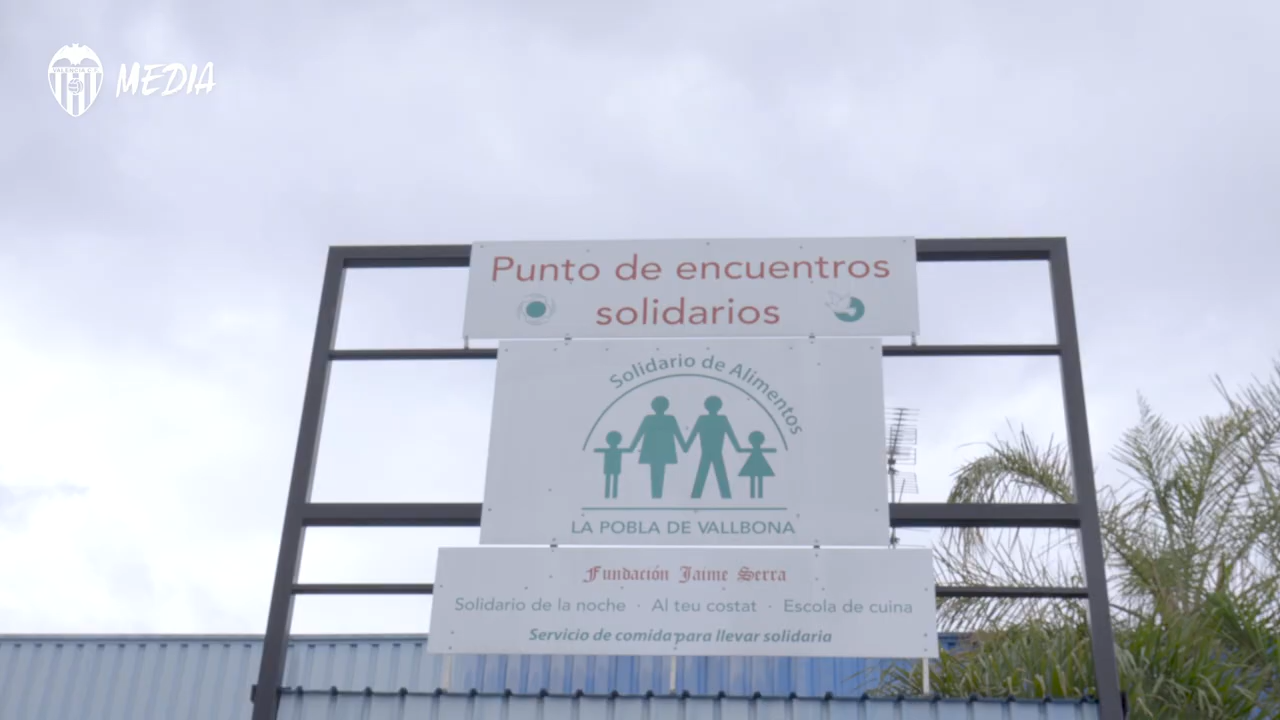 VALENCIA C.F.
MEDIA
Punto de encuentros
solidarios
Solidario de Alimentos
LA POBLA DE VALLBONA
Fundación Jaime Serra
Solidario de la noche · Al teu costat · Escola de cuina
Servicio de comida para llevar solidaria